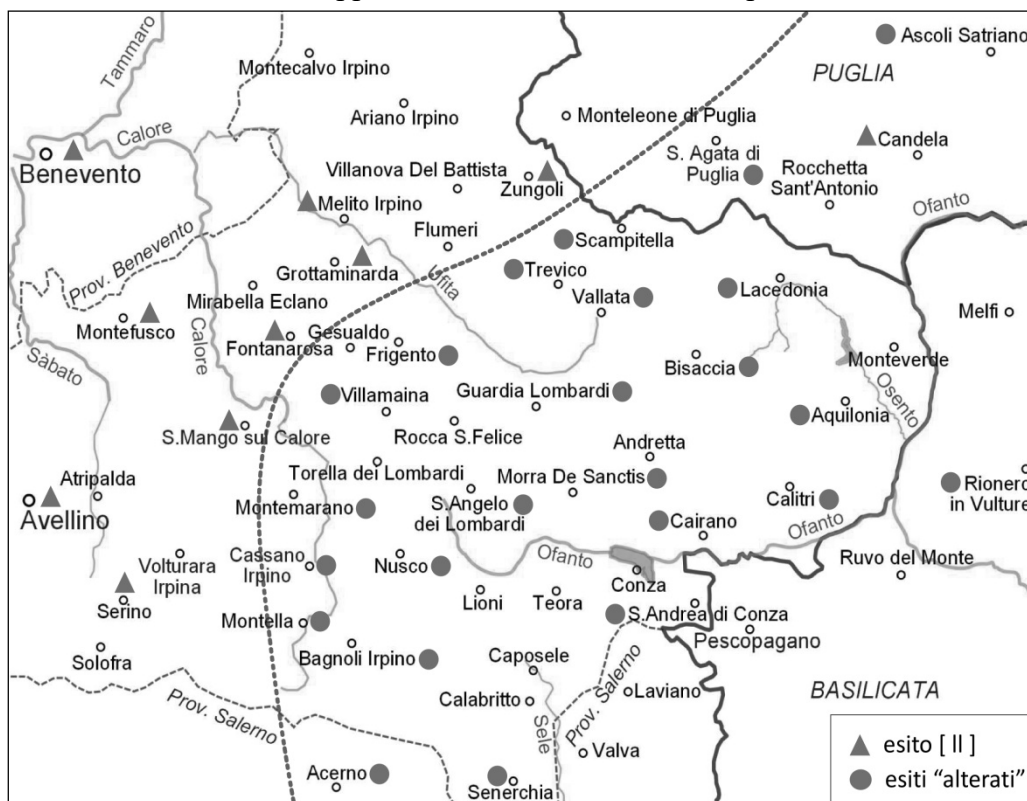 Ascoli Satriano
Tammaro
Montecalvo Irpino
PUGLIA
Ariano Irpino
Monteleone di Puglia
Calore
Candela
Benevento
S. Agata di
Puglia
Rocchetta
Sant'Antonio
Villanova Del Battista
Zungoli
Melito Irpino
Ofanto
Flumeri
Scampitella
Prov. Benevento
Grottaminarda
Ufita
Trevico
Mirabella Eclano
Vallata
Lacedonia
Melfi
Montefusco
Calore
Gesualdo
Fontanarosa
Frigento
Monteverde
Sàbato
Bisaccia
Osento
Villamaina
Guardia Lombardi
Aquilonia
S.Mango sul Calore
Rocca S.Felice
Andretta
Atripalda
Torella dei Lombardi
Morra De Sanctis
Calitri
Rionero
in Vulture
Avellino
Montemarano
S.Angelo
dei Lombardi
Cairano
Ofanto
Volturara
Irpina
Cassano
Irpino
Nusco
Ofanto
Conza
Ruvo del Monte
Serino
Lioni
Teora
Montella
S.Andrea di Conza
Pescopagano
Solofra
Bagnoli Irpino
Caposele
Prov. Salerno
Laviano
BASILICATA
Calabritto
Prov. Salerno
Sele
Valva
esito [ ll ]
Acerno
Senerchia
esiti "alterati"